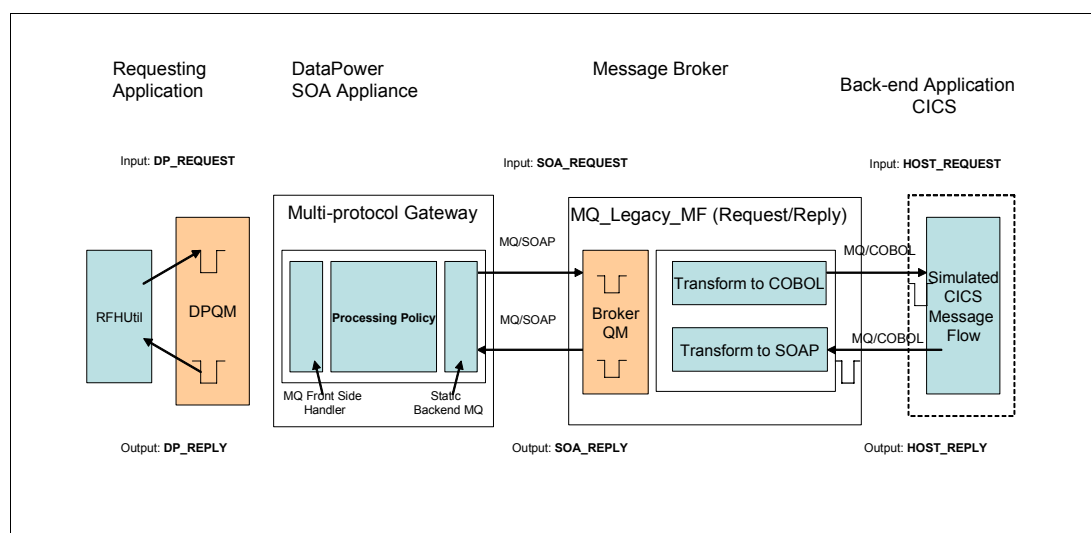 Requesting
Application
DataPower
SOA Appliance
Message Broker
Back-end Application
CICS
Input: DP_REQUEST
Input: SOA_REQUEST
Input: HOST_REQUEST
Multi-protocol Gateway
MQ_Legacy_MF (Request/Reply)
MQ/SOAP
MQ/COBOL
RFHUtil
DPQM
Processing Policy
MQ/SOAP
Broker
QM
Transform to COBOL
Transform to SOAP
MQ/COBOL
Simulated
CICS
Message
Flow
MQ Front Side
Handler
Static
Backend MQ
Output: DP_REPLY
Output: SOA_REPLY
Output: HOST_REPLY